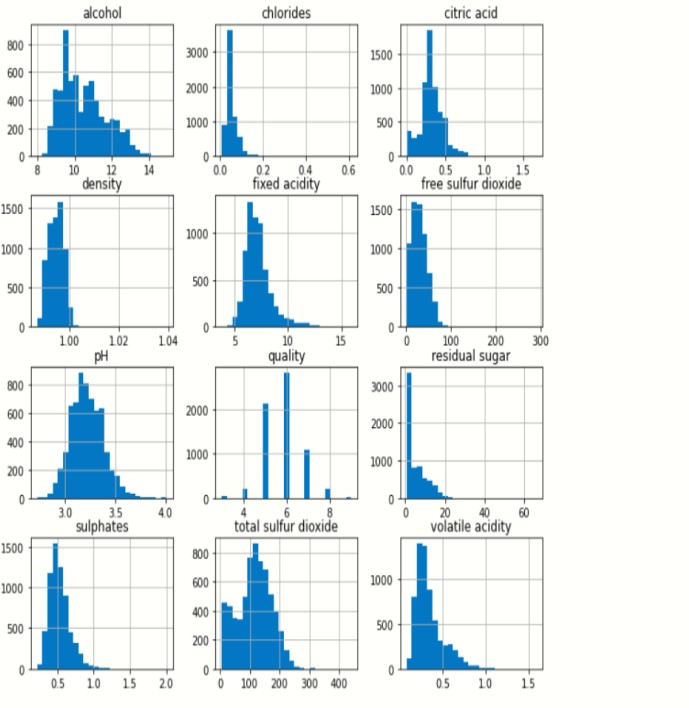 alcohol chlorides citric acid
800 3000 1500
600 2000 1000
400 1000 500
200 0 0
0
8 10 12 14 0.0 0.2 0.4 0.6 0.0 0.5 1.0 1.5
density fixed acidity free sulfur dioxide
1500 1000 1500
1000 500 1000
500 0 500
0 0
1.00 1.02 1.04 5 10 15 0 100 200 300
pH quality residual sugar
800 2000 3000
600 1000 2000
400 0 1000
200 0
0
3.0 3.5 4.0 4 6 8 0 20 40 60
sulphates total sulfur dioxide volatile acidity
1500 800 1000
1000 600 500
500 400 0
0 200
0
0.5 1.0 1.5 2.0 0 100 200 300 400 0.5 1.0 1.5